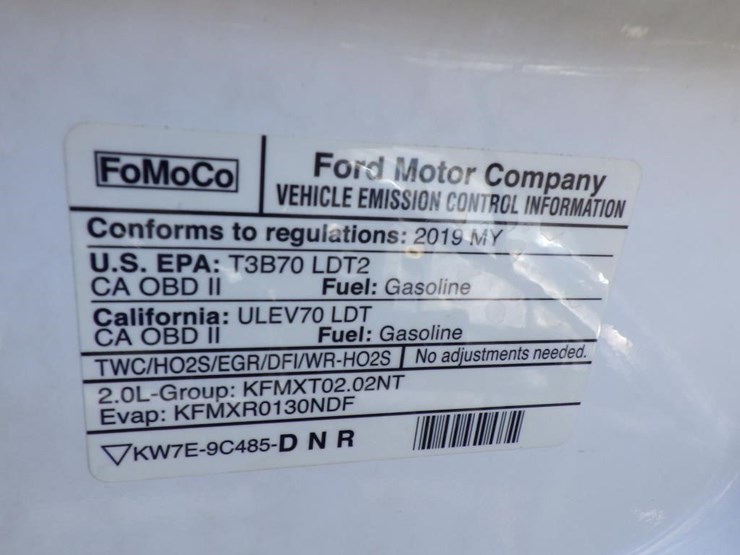 FoMoCo
Ford Motor Company
VEHICLE EMISSION CONTROL INFORMATION
Conforms to regulations: 2019 MY
U.S. EPA: T3B70 LDT2
CA OBD II Fuel: Gasoline
California: ULEV70 LDT
CA OBD II Fuel: Gasoline
TWC/HO2S/EGR/DFI/WR-HO2S No adjustments needed.
2.0L-Group: KFMXT02.02NT
Evap: KFMXR0130NDF
KW7E-9C485-D N R